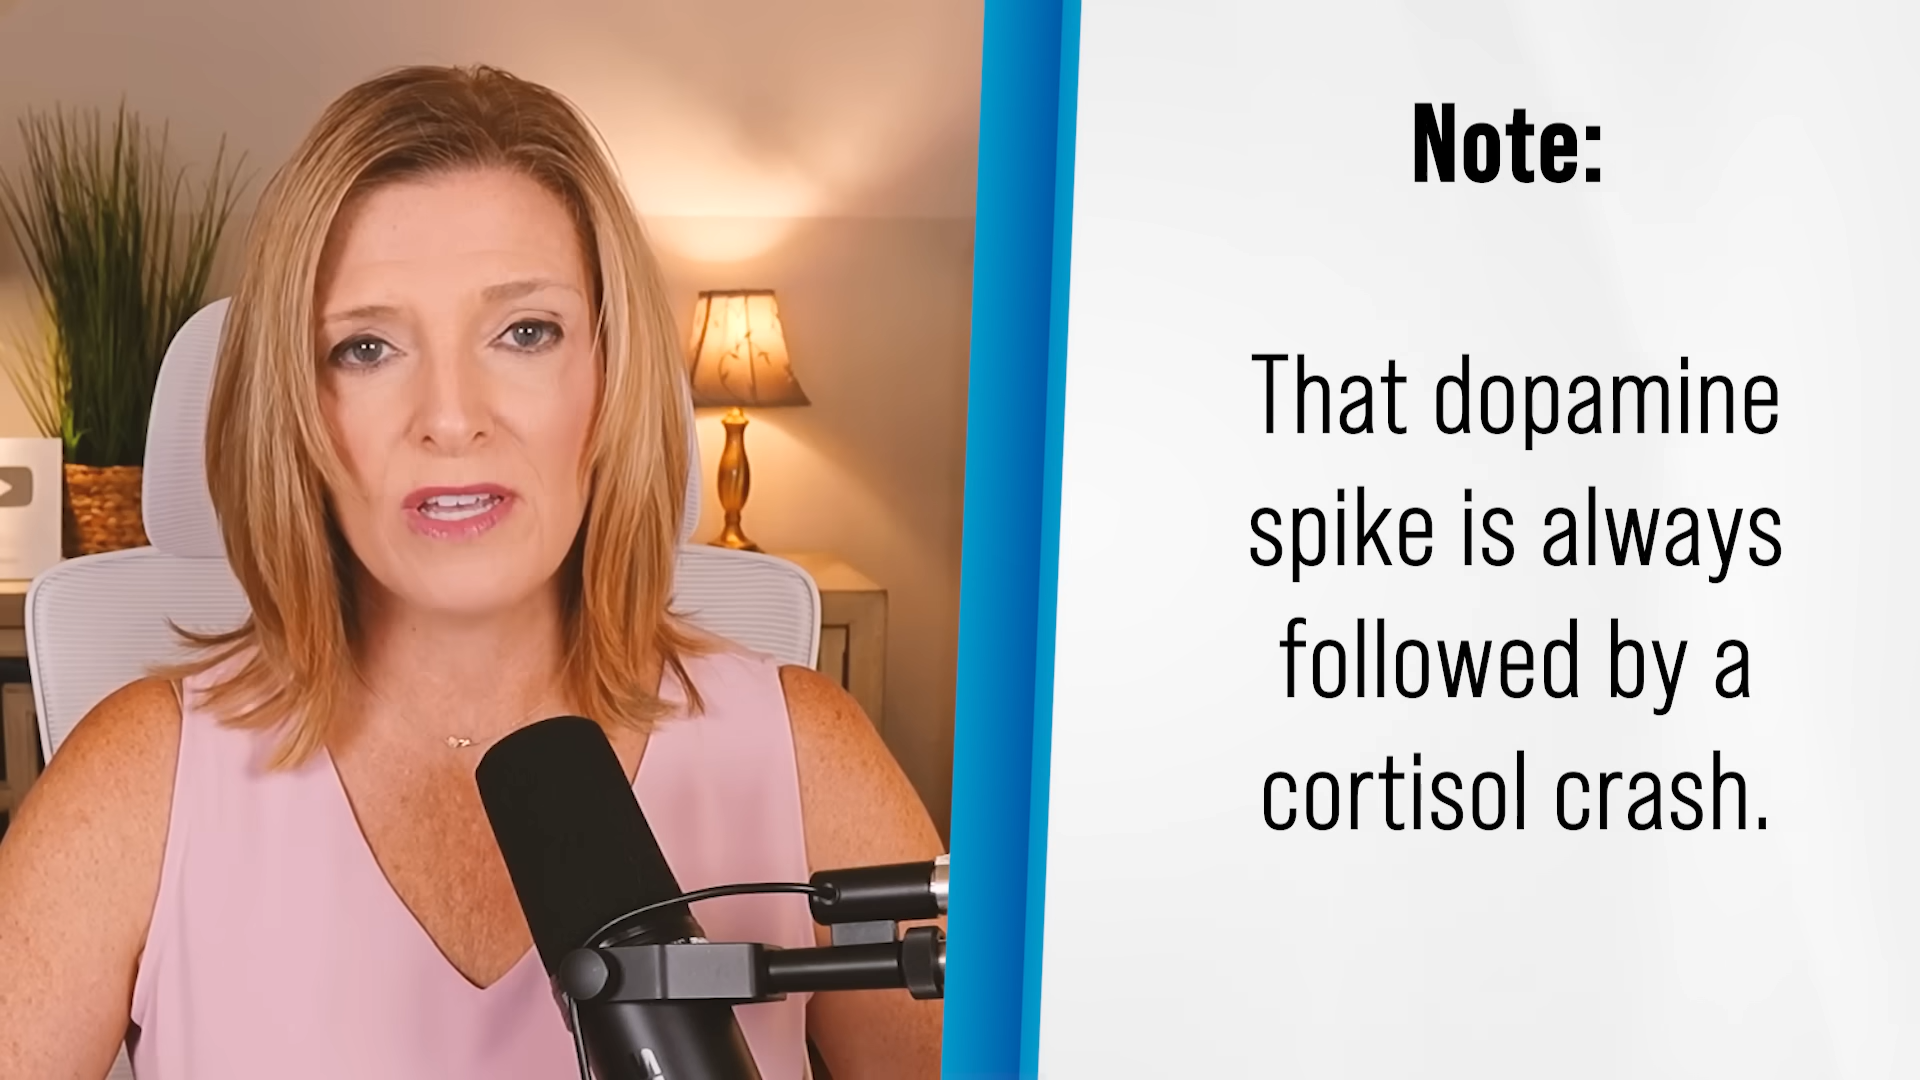 Note:
That dopamine
spike is always
followed by a
cortisol crash.